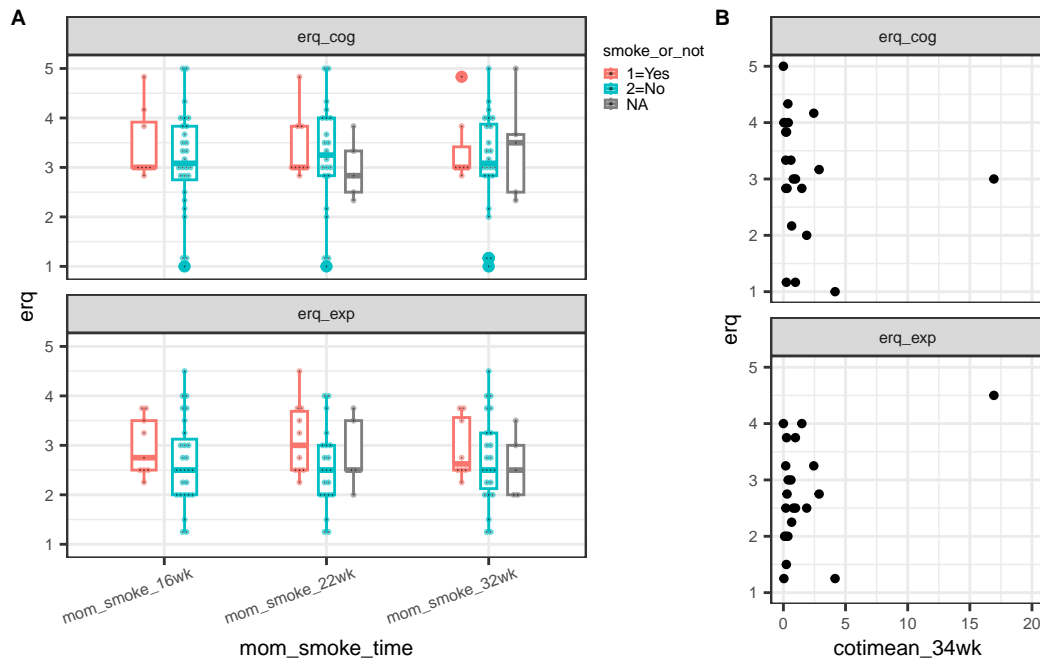 A
erq_cog
5
4
3
2
1
erq_exp
5
4
3
2
1
erq
mom_smoke_16wk
mom_smoke_22wk
mom_smoke_32wk
mom_smoke_time
smoke_or_not
1=Yes
2=No
NA
B
erq_cog
5
4
3
2
1
erq_exp
5
4
3
2
1
erq
0 5 10 15 20
cotimean_34wk